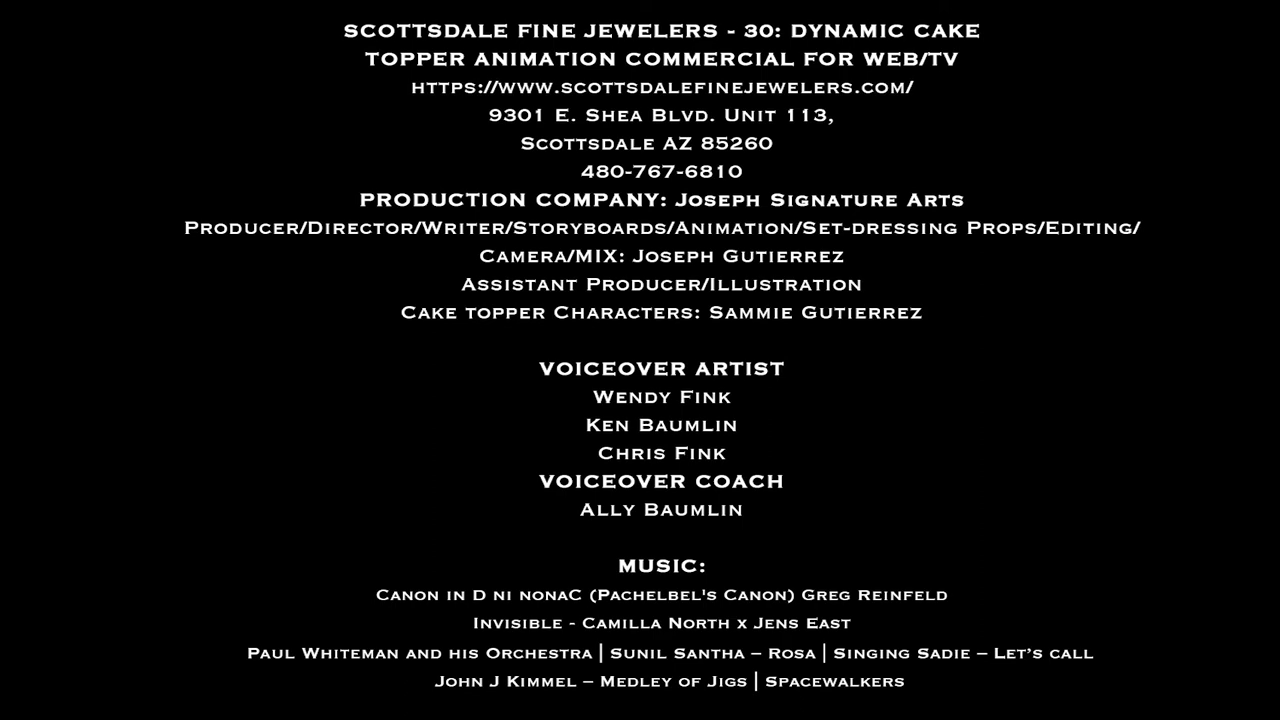 SCOTTSDALE FINE JEWELERS - 30: DYNAMIC CAKE
TOPPER ANIMATION COMMERCIAL FOR WEB/TV
HTTPS://WWW.SCOTTSDALEFINEJEWELERS.COM/
9301 E. Shea Blvd. Unit 113,
Scottsdale AZ 85260
480-767-6810
PRODUCTION COMPANY: Joseph Signature Arts
Producer/Director/Writer/Storyboards/Animation/Set-dressing Props/Editing/
Camera/MIX: Joseph Gutierrez
Assistant Producer/Illustration
Cake topper Characters: Sammie Gutierrez
VOICEOVER ARTIST
Wendy Fink
Ken Baumlin
Chris Fink
VOICEOVER COACH
Ally Baumlin
MUSIC:
Canon in D ni nonaC (Pachelbel's Canon) Greg Reinfeld
Invisible - Camilla North x Jens East
Paul Whiteman and his Orchestra | Sunil Santha – Rosa | Singing Sadie – Let’s call
John J Kimmel – Medley of Jigs | Spacewalkers